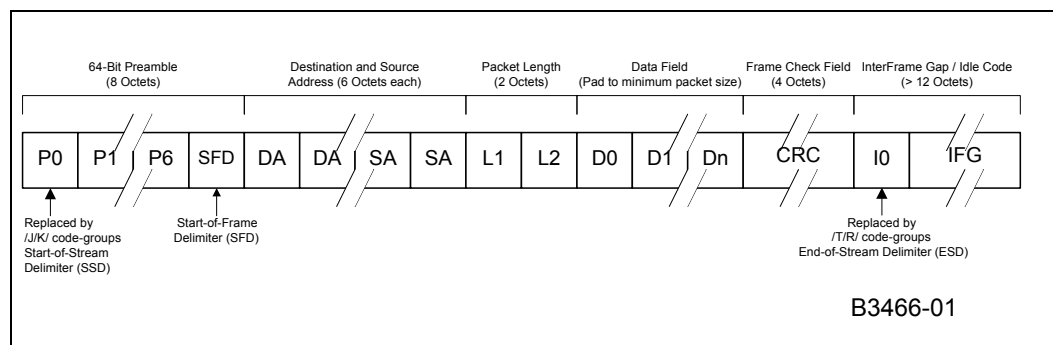 64-Bit Preamble
(8 Octets)
Destination and Source
Address (6 Octets each)
Packet Length
(2 Octets)
Data Field
(Pad to minimum packet size)
Frame Check Field
(4 Octets)
InterFrame Gap / Idle Code
(> 12 Octets)
P0 P1 P6 SFD DA DA SA SA L1 L2 D0 D1 Dn CRC I0 IFG
Replaced by
/J/K/ code-groups
Start-of-Stream
Delimiter (SSD)
Start-of-Frame
Delimiter (SFD)
Replaced by
/T/R/ code-groups
End-of-Stream Delimiter (ESD)
B3466-01